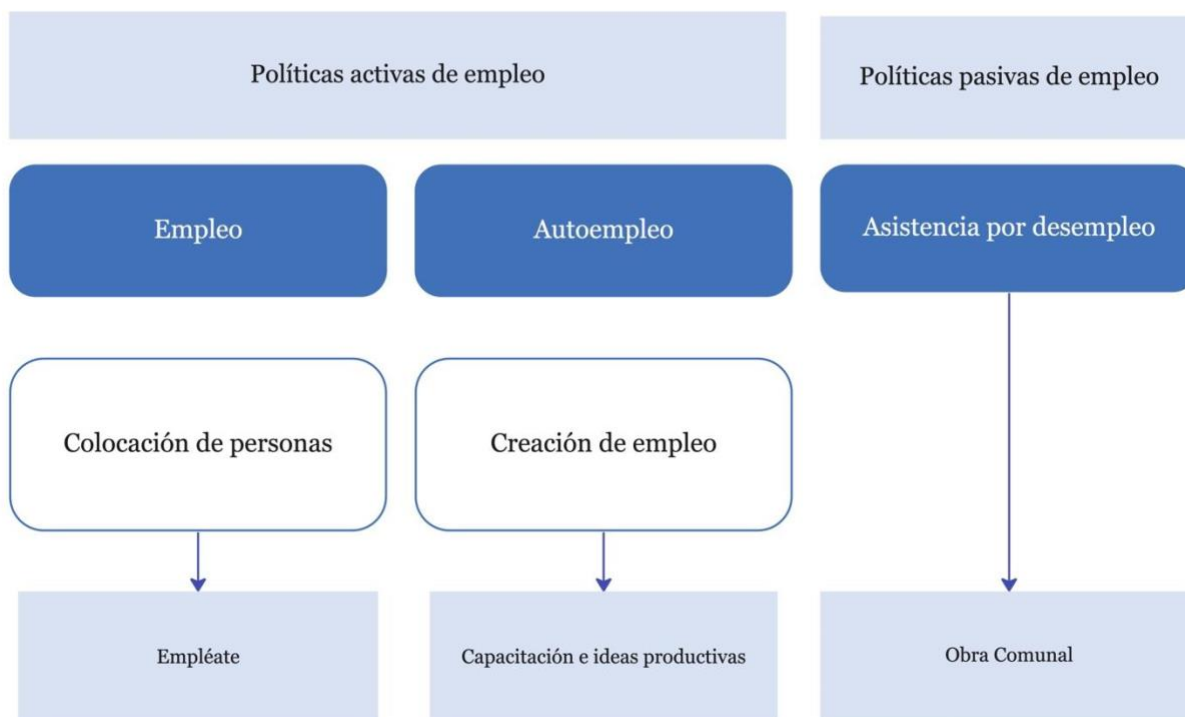 Políticas activas de empleo
Políticas pasivas de empleo
Empleo
Autoempleo
Asistencia por desempleo
Colocación de personas
Creación de empleo
Empléate
Capacitación e ideas productivas
Obra Comunal